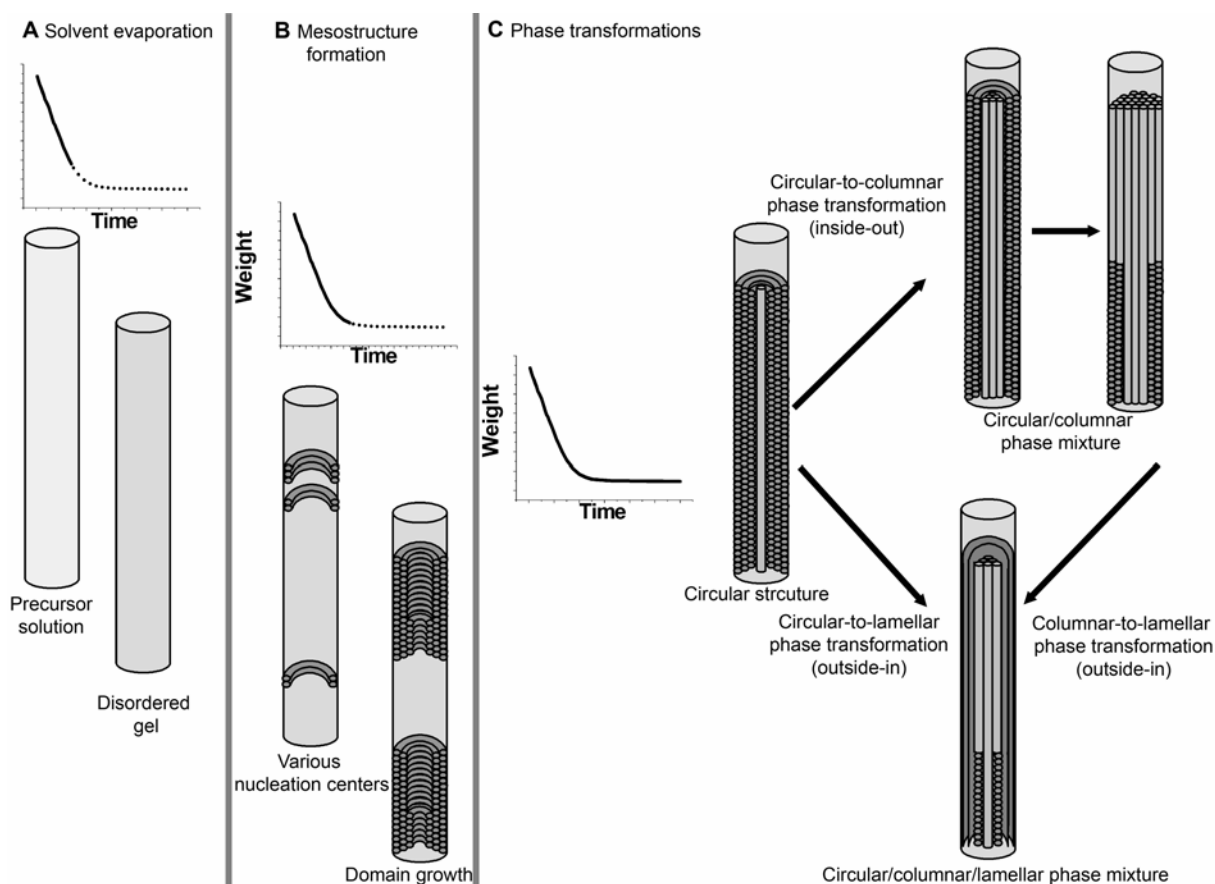 A Solvent evaporation
Time
Precursor
solution
Disordered
gel
B Mesostructure
formation
Weight
Time
Various
nucleation centers
Domain growth
C Phase transformations
Weight
Time
Circular strcuture
Circular-to-columnar
phase transformation
(inside-out)
Circular/columnar
phase mixture
Circular-to-lamellar
phase transformation
(outside-in)
Columnar-to-lamellar
phase transformation
(outside-in)
Circular/columnar/lamellar phase mixture